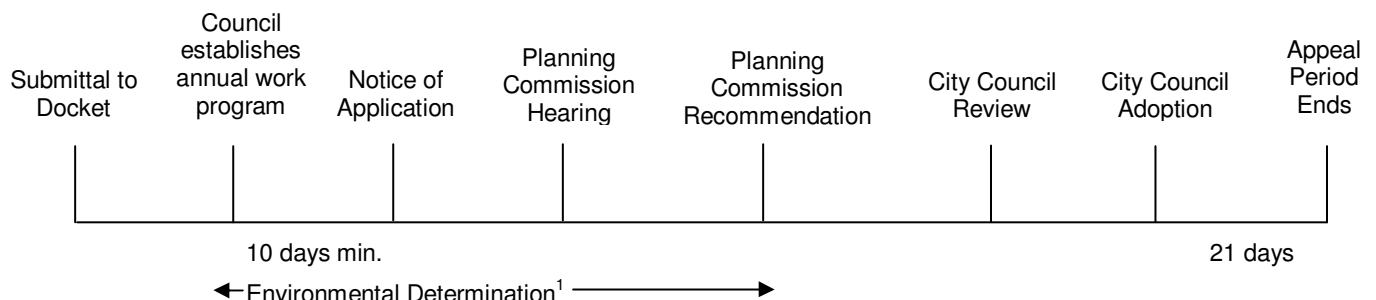 Submittal to
Docket
Council
establishes
annual work
program
Notice of
Application
Planning
Commission
Hearing
Planning
Commission
Recommendation
City Council
Review
City Council
Adoption
Appeal
Period
Ends
10 days min.
21 days
Environmental Determination1